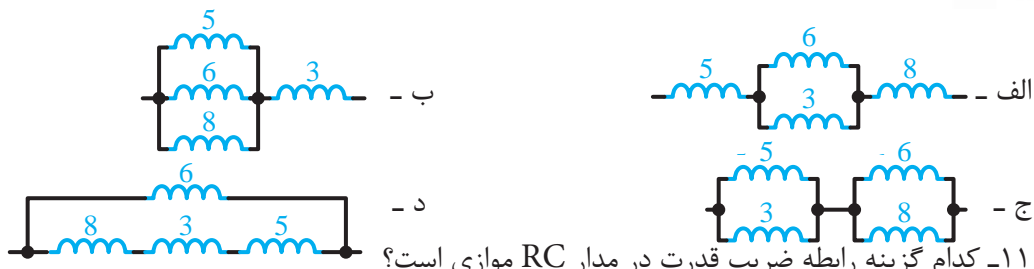 5
الف ـ 5 6 3 8
ب ـ 6 3
8
ج ـ 5 6 3 8
د ـ 6
8 3 5
۱۱ـ کدام گزینه رابطه ضریب قدرت در مدار RC موازی است؟